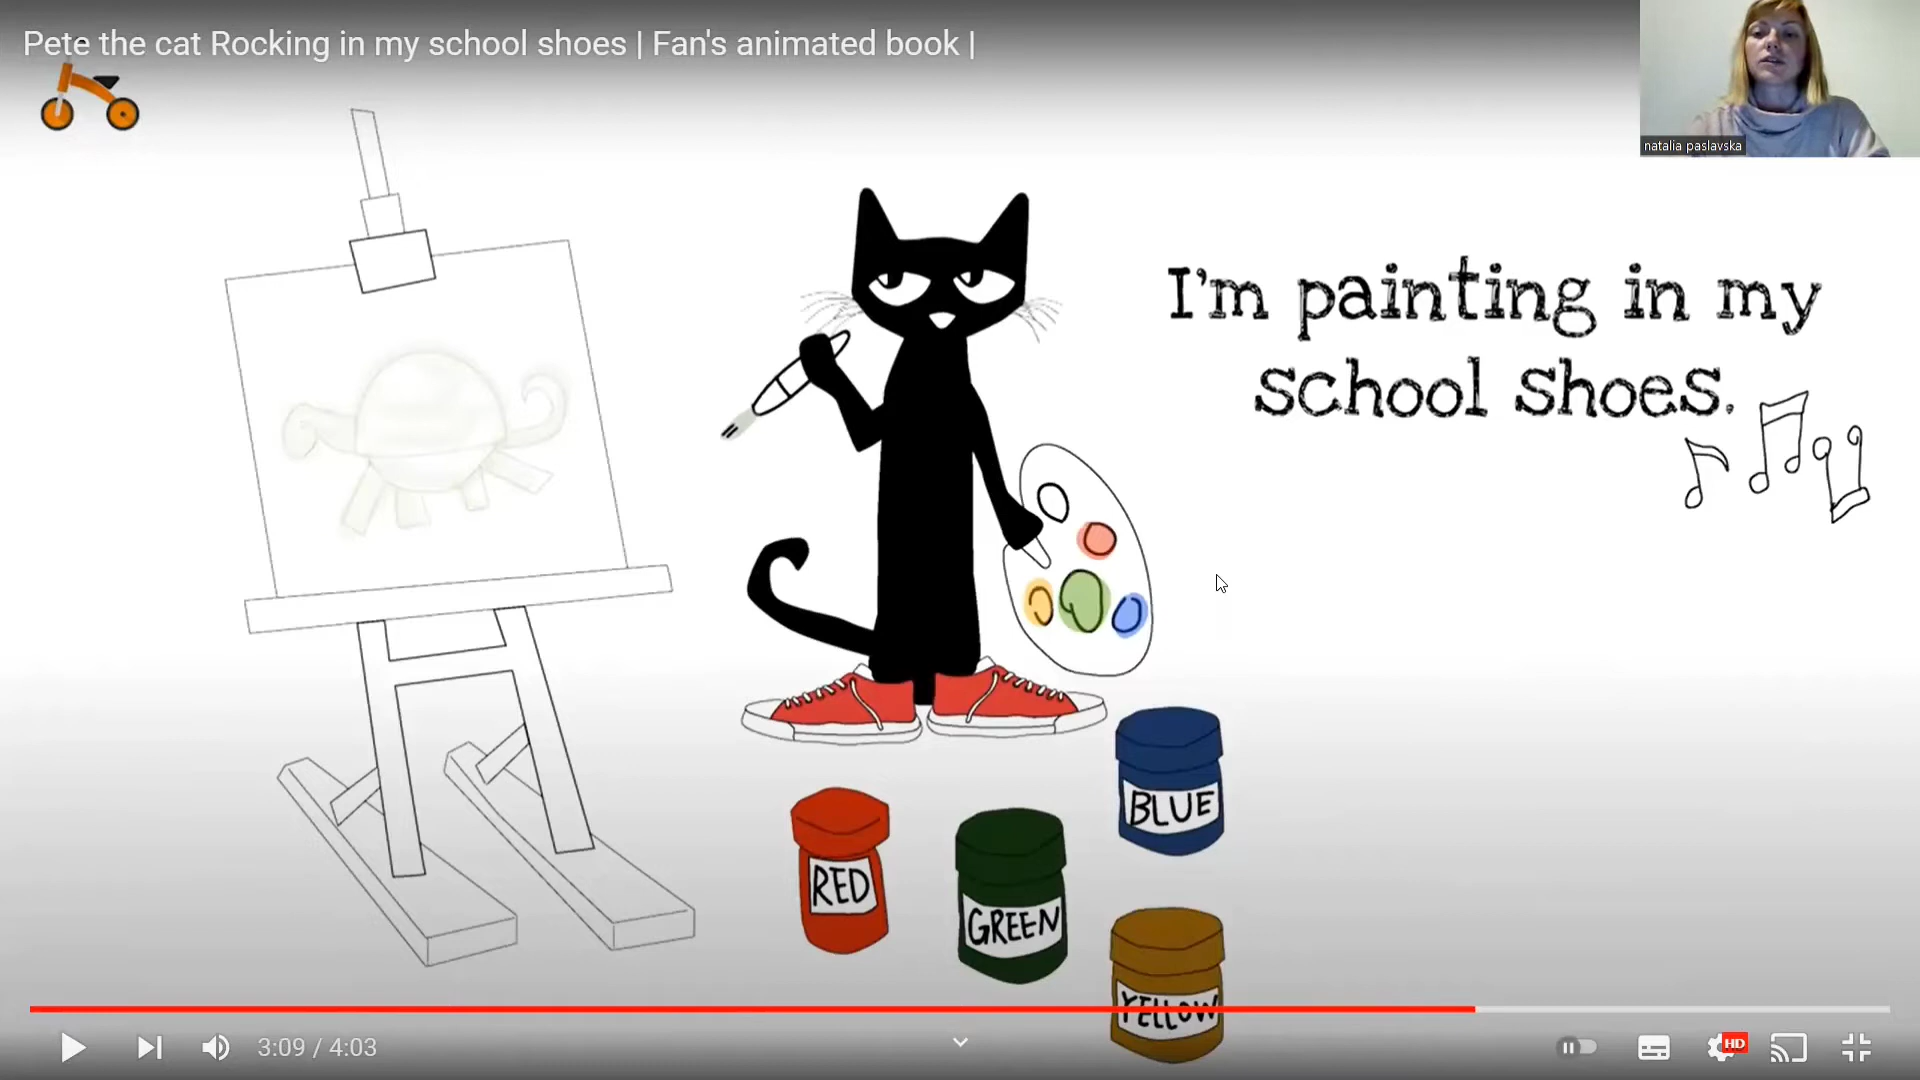 Pete the cat Rocking in my school shoes | Fan's animated book |
natalia paslavska
I'm painting in my
school shoes.
BLUE
RED
GREEN
YELLOW
3:09 / 4:03
HD